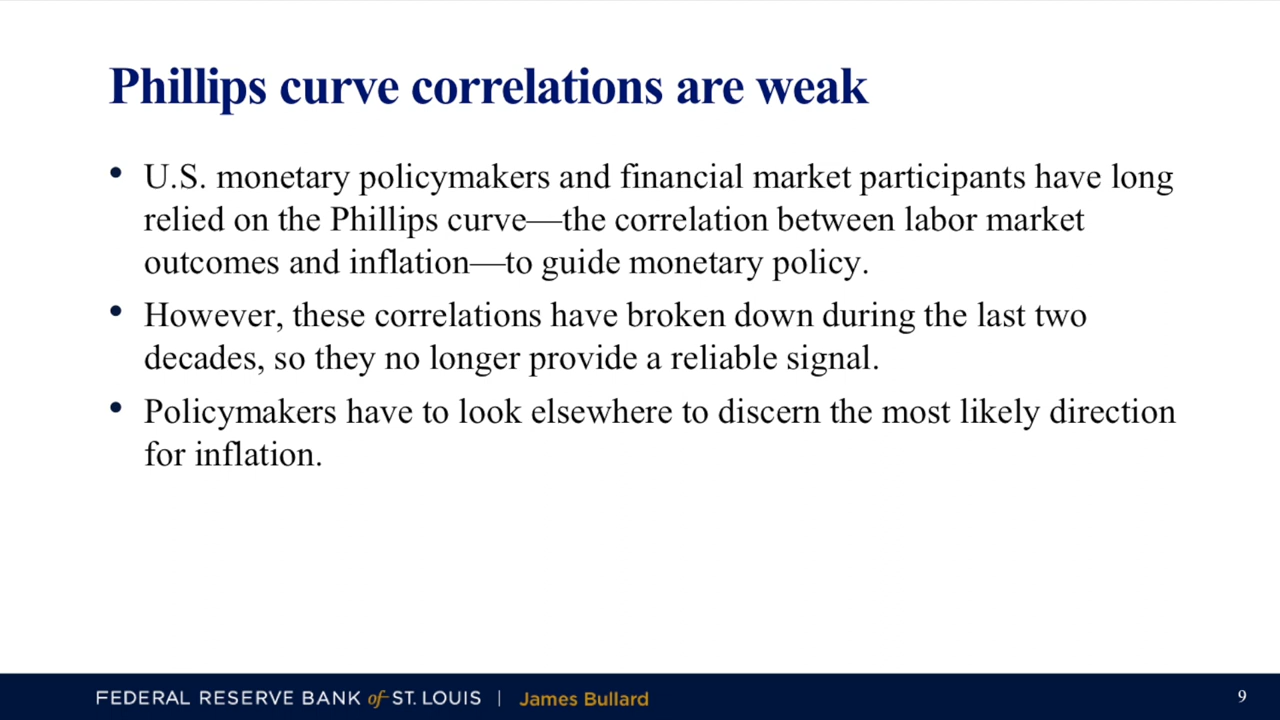 Phillips curve correlations are weak
• U.S. monetary policymakers and financial market participants have long
relied on the Phillips curve—the correlation between labor market
outcomes and inflation—to guide monetary policy.
• However, these correlations have broken down during the last two
decades, so they no longer provide a reliable signal.
• Policymakers have to look elsewhere to discern the most likely direction
for inflation.
FEDERAL RESERVE BANK of ST. LOUIS | James Bullard 9